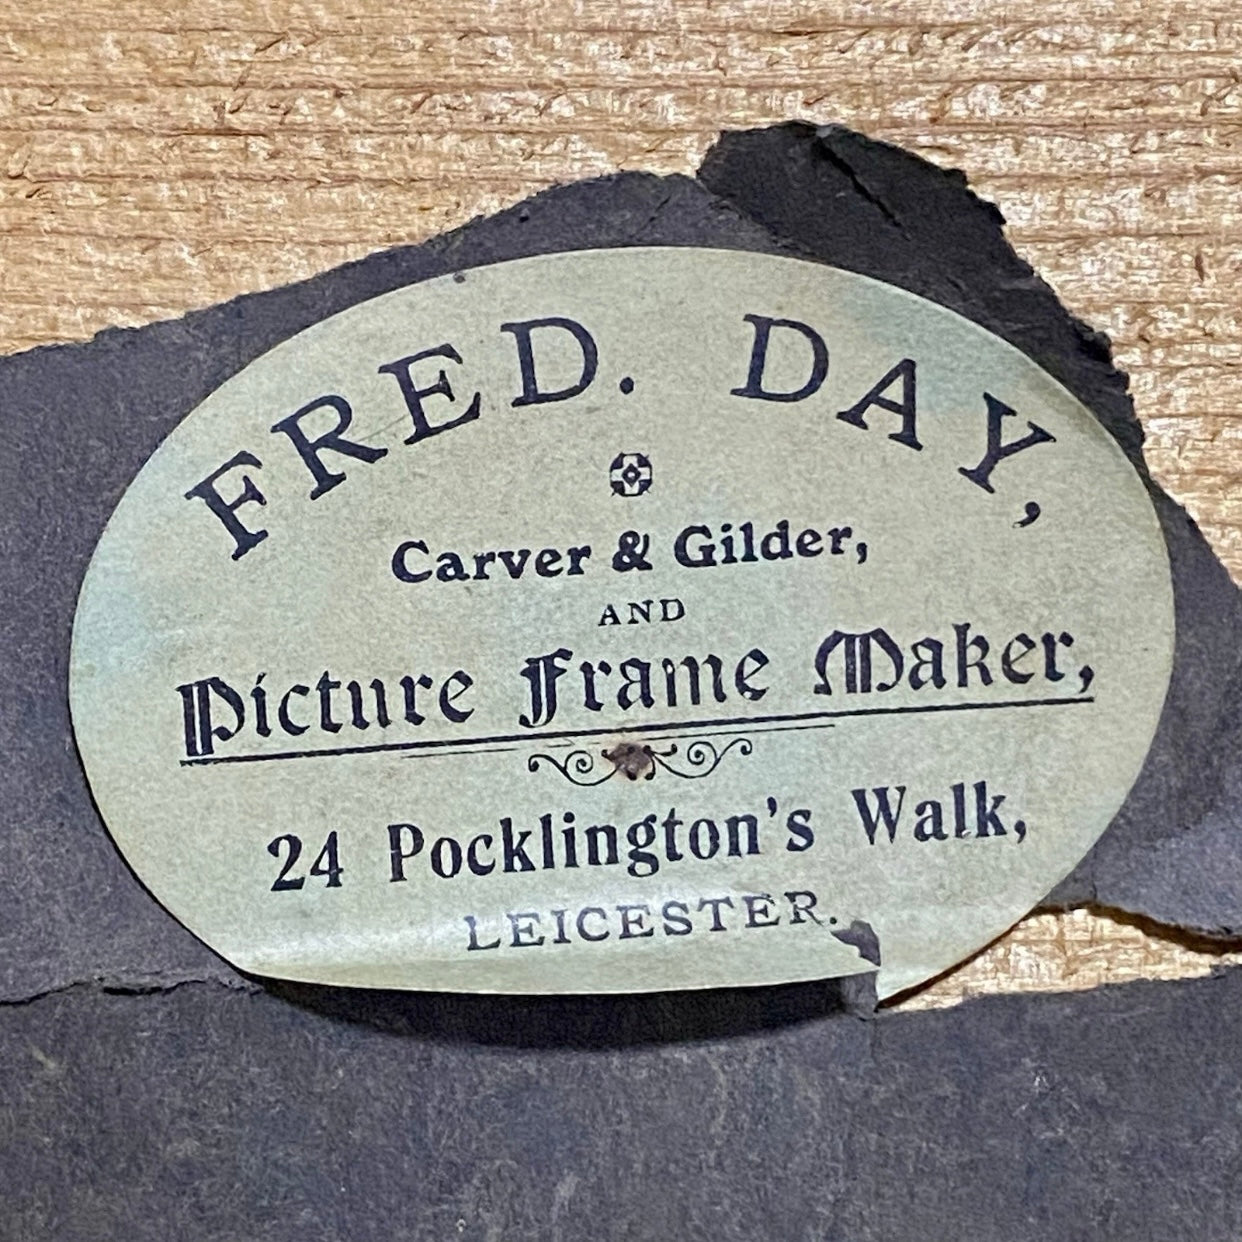 FRED. DAY,
Carver & Gilder,
AND
Picture Frame Maker,
24 Pocklington's Walk,
LEICESTER.